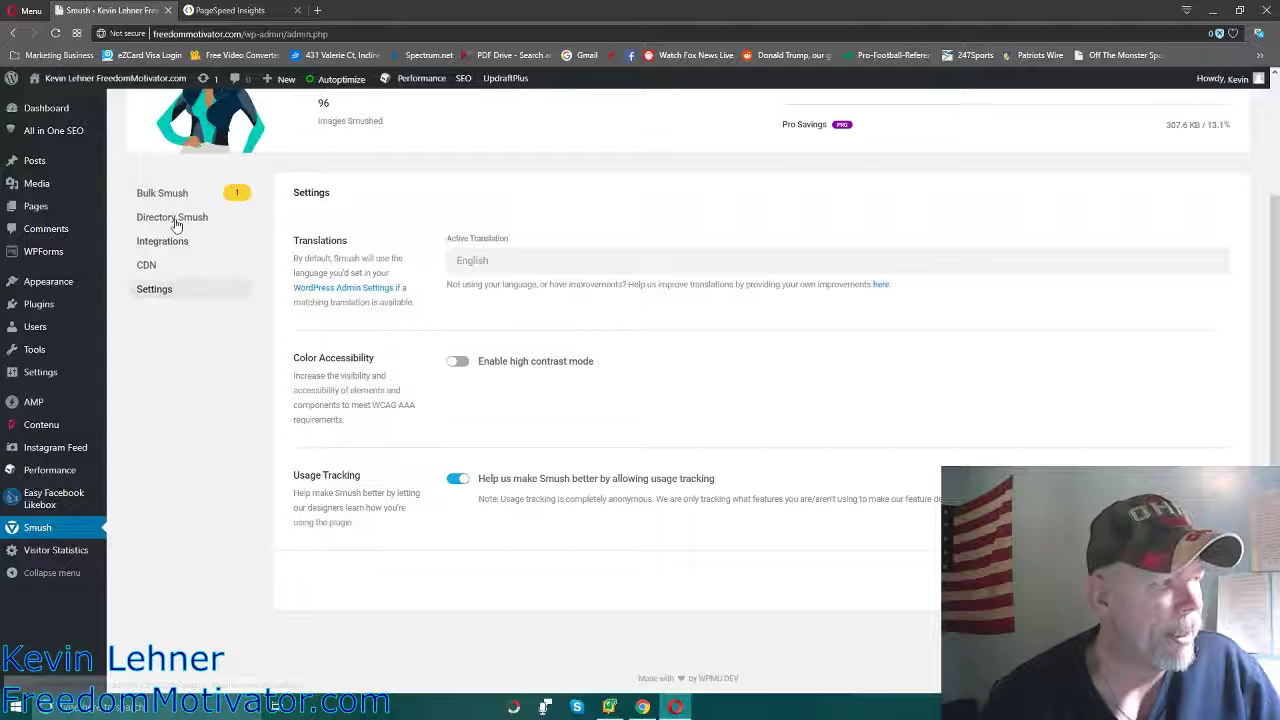 Menu
Smush ‹ Kevin Lehner Free
PageSpeed Insights
Not secure
freedommotivator.com/wp-admin/admin.php
0
Marketing Business
eZCard Visa Login
Free Video Converte
431 Valerie Ct, Incline
Spectrum.net
PDF Drive - Search a
Gmail
Watch Fox News Live
Donald Trump, or go
Pro-Football-Referen
247Sports
Patriots Wire
Off The Monster Spo
Kevin Lehner FreedomMotivator.com
1
0
New
Autoptimize
Performance
SEO
UpdraftPlus
Howdy, Kevin
Dashboard
All in One SEO
Posts
Media
Pages
Comments
WPForms
Appearance
Plugins
Users
Tools
Settings
AMP
Contenu
Instagram Feed
Performance
Easy Facebook
Likebox
Smush
Visitor Statistics
Collapse menu
96
Images Smushed
Pro Savings PRO
307.6 KB / 13.1%
Bulk Smush 1
Directory Smush
Integrations
CDN
Settings
Settings
Translations
By default, Smush will use the
language you'd set in your
WordPress Admin Settings if a
matching translation is available.
Active Translation
English
Not using your language, or have improvements? Help us improve translations by providing your own improvements here.
Color Accessibility
Increase the visibility and
accessibility of elements and
components to meet WCAG AAA
requirements.
Enable high contrast mode
Usage Tracking
Help make Smush better by letting
our designers learn how you're
using the plugin
Help us make Smush better by allowing usage tracking
Note: Usage tracking is completely anonymous. We are only tracking what features you are/aren't using to make our feature de
Made with ♥ by WPMU DEV
Kevin Lehner
FreedomMotivator.com